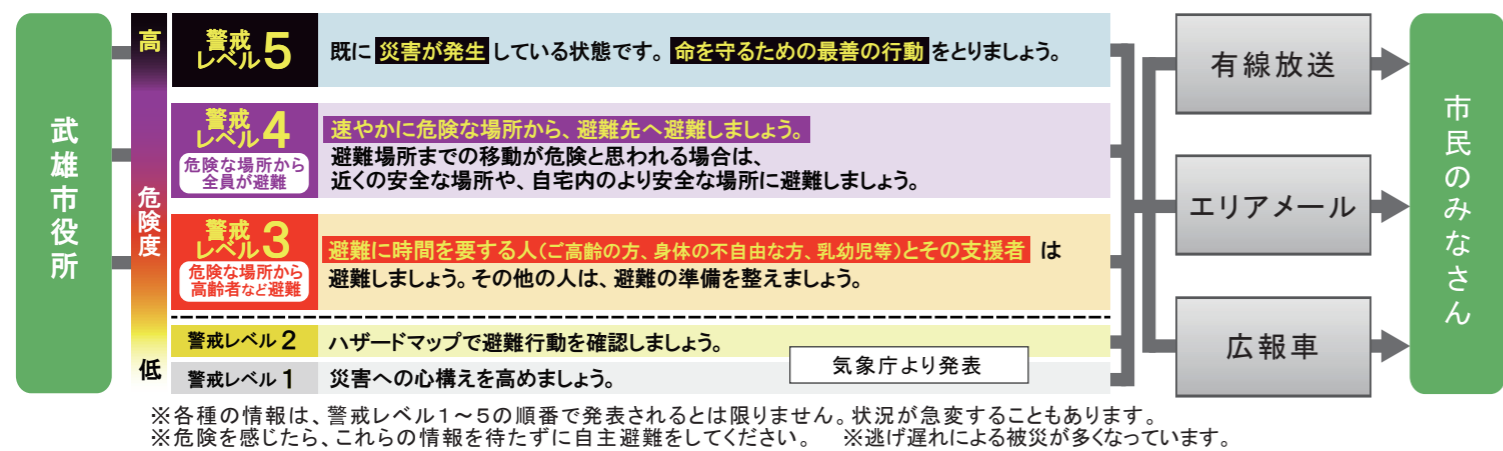 武雄市役所
高
危険度
低
警戒
レベル5
既に 災害が発生 している状態です。 命を守るための最善の行動 をとりましょう。
警戒
レベル4
危険な場所から
全員が避難
速やかに危険な場所から、避難先へ避難しましょう。
避難場所までの移動が危険と思われる場合は、
近くの安全な場所や、自宅内のより安全な場所に避難しましょう。
警戒
レベル3
危険な場所から
高齢者など避難
避難に時間を要する人(ご高齢の方、身体の不自由な方、乳幼児等)とその支援者 は
避難しましょう。その他の人は、避難の準備を整えましょう。
警戒レベル 2
ハザードマップで避難行動を確認しましょう。
警戒レベル 1
災害への心構えを高めましょう。
気象庁より発表
有線放送
エリアメール
広報車
市民のみなさん
※各種の情報は、警戒レベル1~5の順番で発表されるとは限りません。状況が急変することもあります。
※危険を感じたら、これらの情報を待たずに自主避難をしてください。 ※逃げ遅れによる被災が多くなっています。